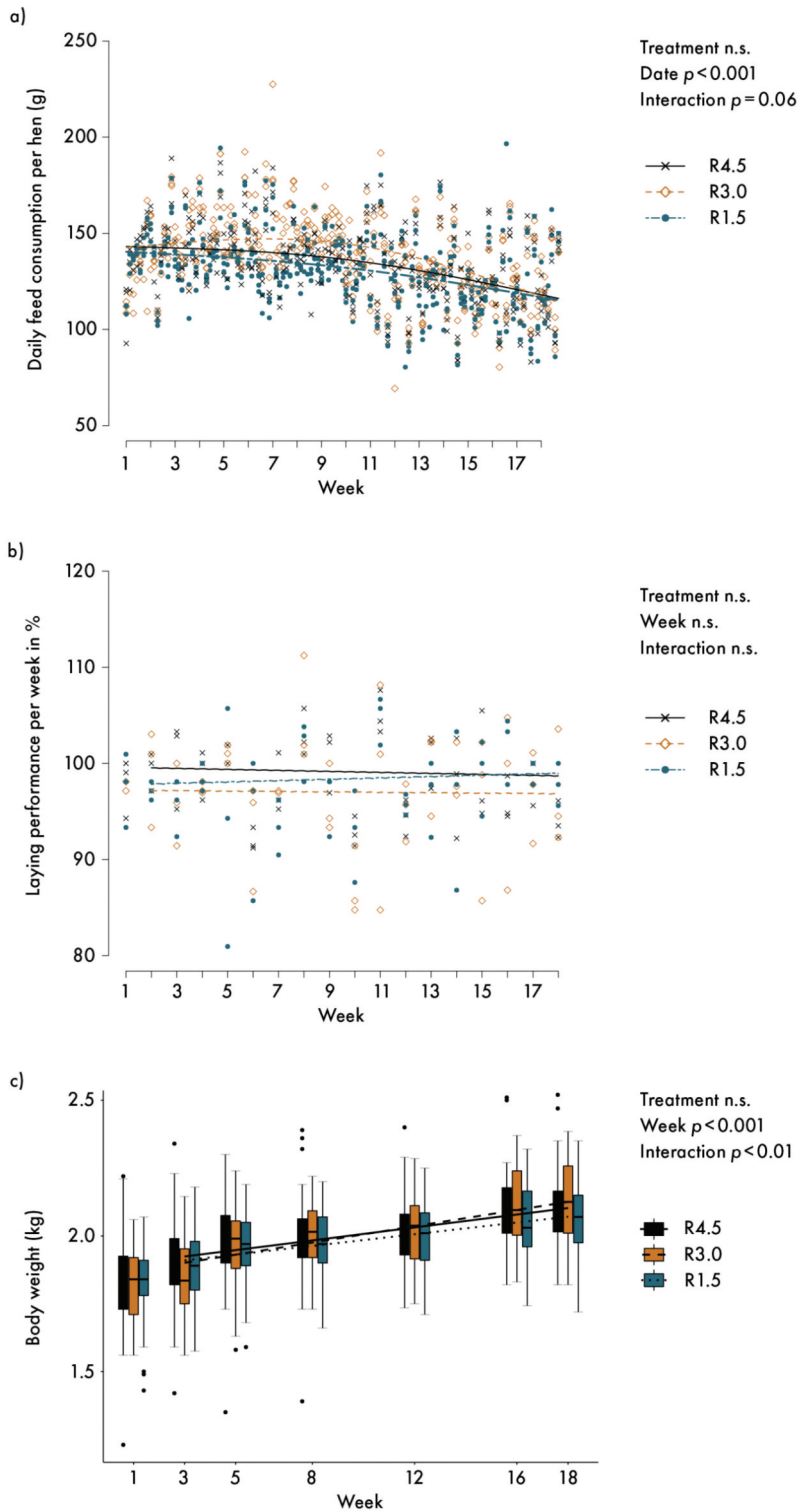 a)
250
200
150
100
50
Daily feed consumption per hen (g)
1 3 5 7 9 11 13 15 17
Week
Treatment n.s.
Date p<0.001
Interaction p=0.06
R4.5
R3.0
R1.5
b)
120
110
100
90
80
Laying performance per week in %
1 3 5 7 9 11 13 15 17
Week
Treatment n.s.
Week n.s.
Interaction n.s.
R4.5
R3.0
R1.5
c)
2.5
2.0
1.5
Body weight (kg)
1 3 5 8 12 16 18
Week
Treatment n.s.
Week p<0.001
Interaction p<0.01
R4.5
R3.0
R1.5